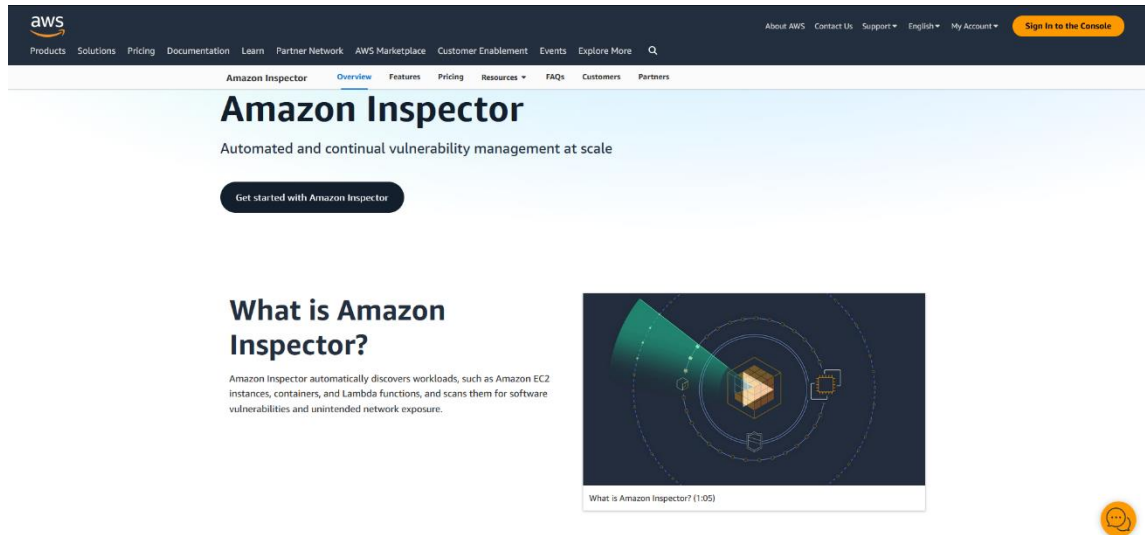 aws
About AWS Contact Us Support English My Account Sign In to the Console
Products Solutions Pricing Documentation Learn Partner Network AWS Marketplace Customer Enablement Events Explore More
Amazon Inspector Overview Features Pricing Resources FAQs Customers Partners
Amazon Inspector
Automated and continual vulnerability management at scale
Get started with Amazon Inspector
What is Amazon
Inspector?
Amazon Inspector automatically discovers workloads, such as Amazon EC2
instances, containers, and Lambda functions, and scans them for software
vulnerabilities and unintended network exposure.
What is Amazon Inspector? (1:05)